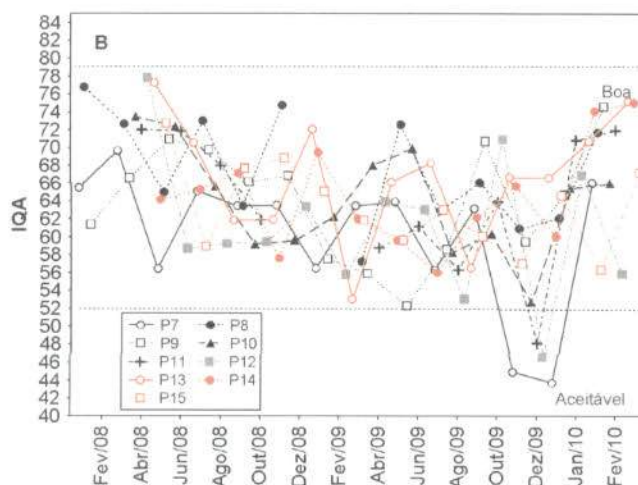 B
84
82
80
78
76
74
72
70
68
66
64
62
60
58
56
54
52
50
48
46
44
42
40
IQA
Boa
Aceitável
P7 P8
P9 P10
P11 P12
P13 P14
P15
Fev/08
Abr/08
Jun/08
Ago/08
Out/08
Dez/08
Fev/09
Abr/09
Jun/09
Ago/09
Out/09
Dez/09
Jan/10
Fev/10